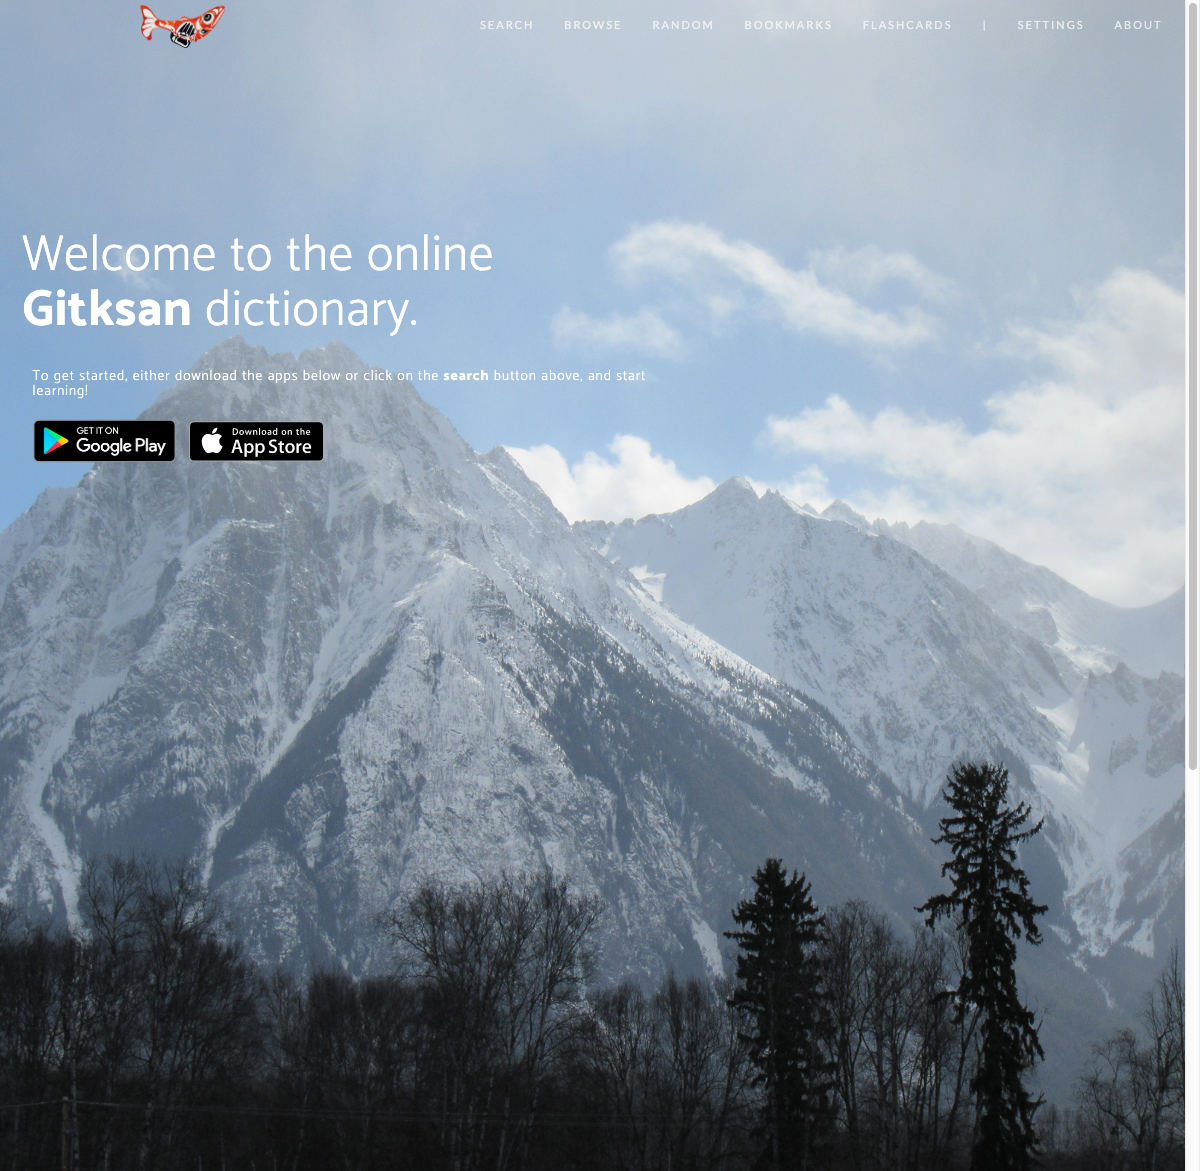 SEARCH BROWSE RANDOM BOOKMARKS FLASHCARDS | SETTINGS ABOUT
Welcome to the online
Gitksan dictionary.
To get started, either download the apps below or click on the search button above, and start
learning!
GET IT ON
Google Play
Download on the
App Store